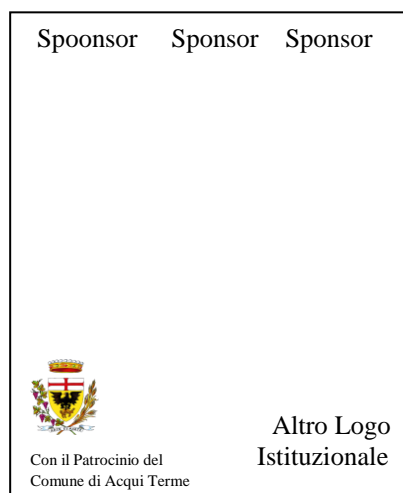 Spoonsor Sponsor Sponsor
Altro Logo
Istituzionale
Con il Patrocinio del
Comune di Acqui Terme